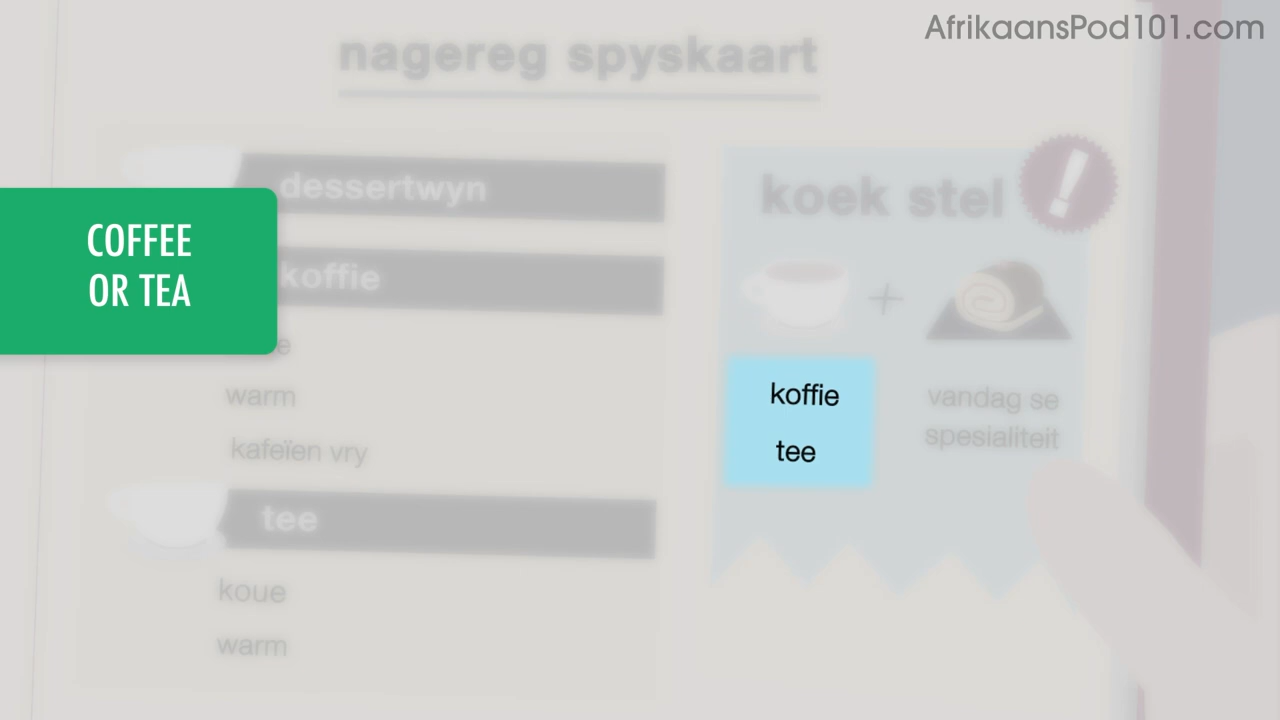 AfrikaansPod101.com
nagereg spyskaart
dessertwyn
koffie
warm
kafeïen vry
tee
koue
warm
COFFEE
OR TEA
koek stel
!
+
koffie
tee
vandag se
spesialiteit